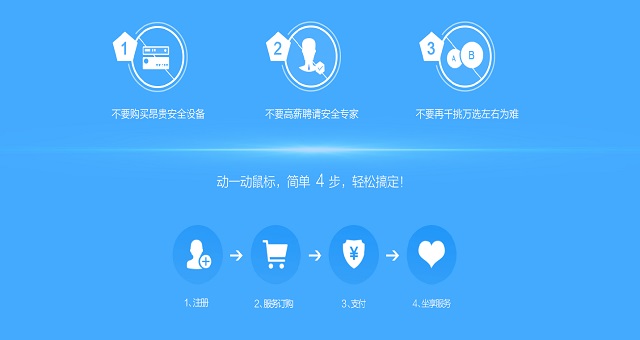 1
2
3
A
B
不要购买昂贵安全设备
不要高薪聘请安全专家
不要再千挑万选左右为难
动一动鼠标，简单 4 步，轻松搞定！
¥
1、注册
2、服务订购
3、支付
4、坐享服务